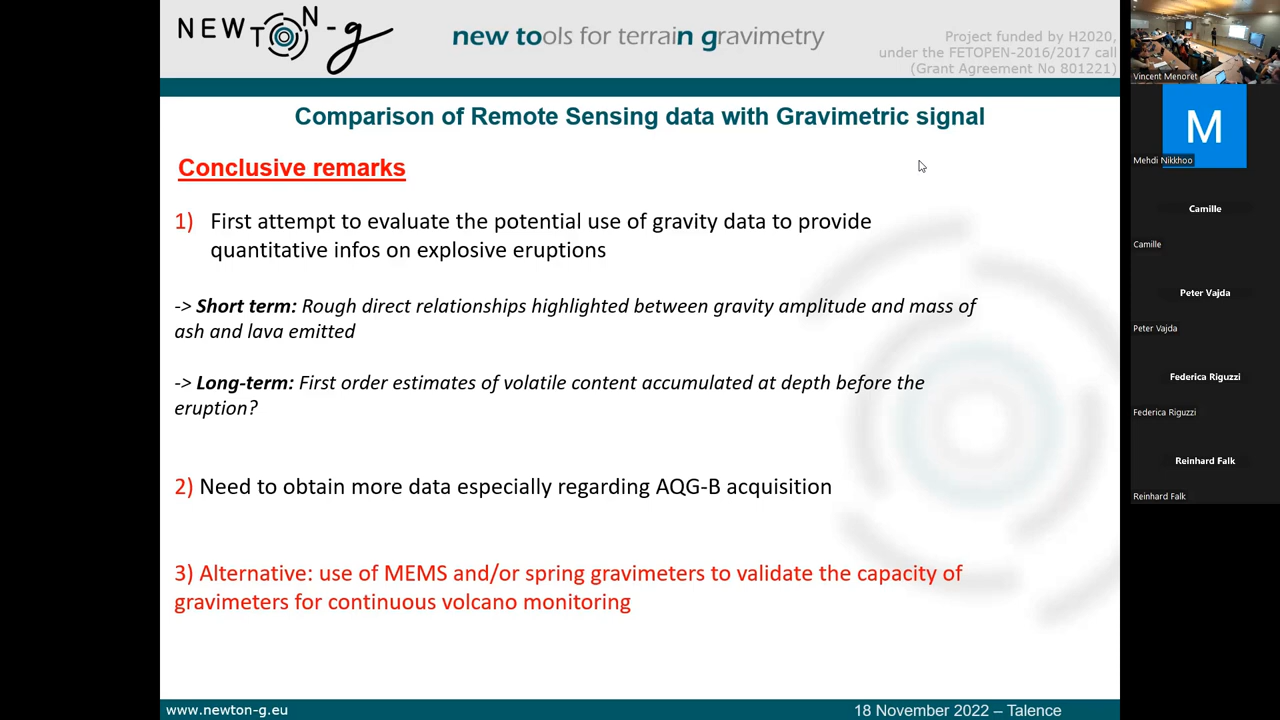 NEWTON-g
new tools for terrain gravimetry
Project funded by H2020,
under the FETOPEN-2016/2017 call
(Grant Agreement No 801221)
Comparison of Remote Sensing data with Gravimetric signal
Conclusive remarks
1) First attempt to evaluate the potential use of gravity data to provide
quantitative infos on explosive eruptions
-> Short term: Rough direct relationships highlighted between gravity amplitude and mass of
ash and lava emitted
-> Long-term: First order estimates of volatile content accumulated at depth before the
eruption?
2) Need to obtain more data especially regarding AQG-B acquisition
3) Alternative: use of MEMS and/or spring gravimeters to validate the capacity of
gravimeters for continuous volcano monitoring
www.newton-g.eu
18 November 2022 – Talence
Vincent Menoret
M
Mehdi Nikkhoo
Camille
Camille
Peter Vajda
Peter Vajda
Federica Riguzzi
Federica Riguzzi
Reinhard Falk
Reinhard Falk